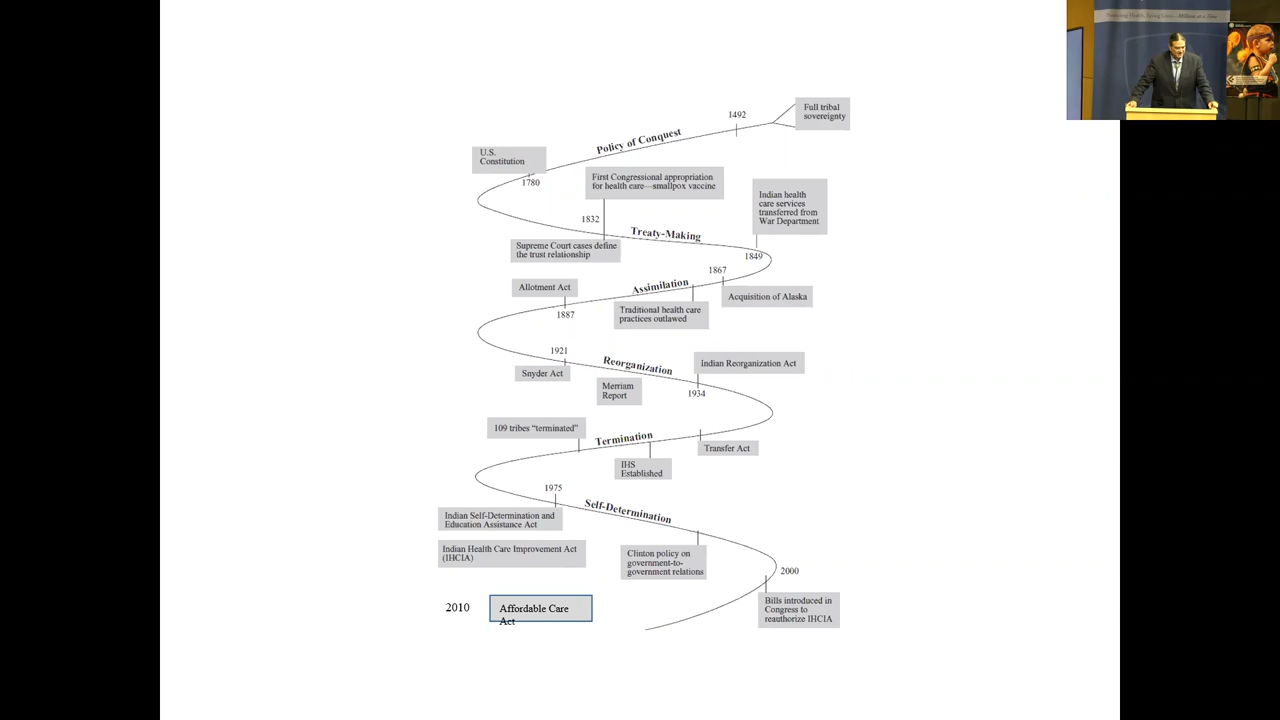 Full tribal
sovereignty
1492
Policy of Conquest
U.S.
Constitution
1780
First Congressional appropriation
for health care—smallpox vaccine
1832
Indian health
care services
transferred from
War Department
Treaty-Making
Supreme Court cases define
the trust relationship
1849
1867
Assimilation
Allotment Act
Acquisition of Alaska
Traditional health care
practices outlawed
1887
1921
Reorganization
Indian Reorganization Act
Snyder Act
Merriam
Report
1934
109 tribes “terminated”
Termination
Transfer Act
IHS
Established
1975
Self-Determination
Indian Self-Determination and
Education Assistance Act
Indian Health Care Improvement Act
(IHCIA)
Clinton policy on
government-to-
government relations
2000
Bills introduced in
Congress to
reauthorize IHCIA
2010
Affordable Care
Act